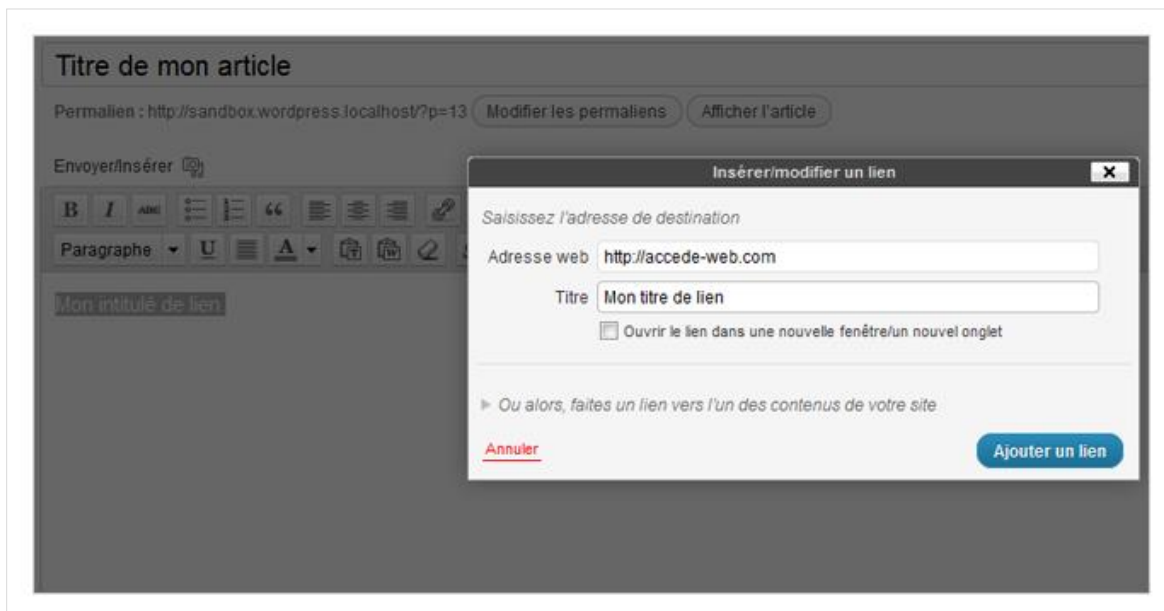 Titre de mon article
Permalien : http://sandbox.wordpress.localhost/?p=13 Modifier les permaliens Afficher l'article
Envoyer/Insérer
Insérer/modifier un lien
B I ABC
Saisissez l'adresse de destination
Paragraphe U A
Adresse web http://accede-web.com
Mon intitulé de lien
Titre Mon titre de lien
Ouvrir le lien dans une nouvelle fenêtre/un nouvel onglet
Ou alors, faites un lien vers l'un des contenus de votre site
Annuler Ajouter un lien